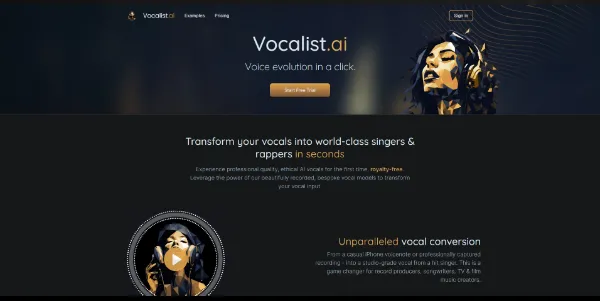 Vocalist.ai Examples Pricing Sign In
Vocalist.ai
Voice evolution in a click.
Start Free Trial
Transform your vocals into world-class singers &
rappers in seconds
Experience professional quality, ethical AI vocals for the first time, royalty-free.
Leverage the power of our beautifully recorded, bespoke vocal models to transform
your vocal input.
Unparalleled vocal conversion
From a casual iPhone voicenote or professionally captured
recording - into a studio-grade vocal from a hit singer. This is a
game changer for record producers, songwriters, TV & film
music creators.